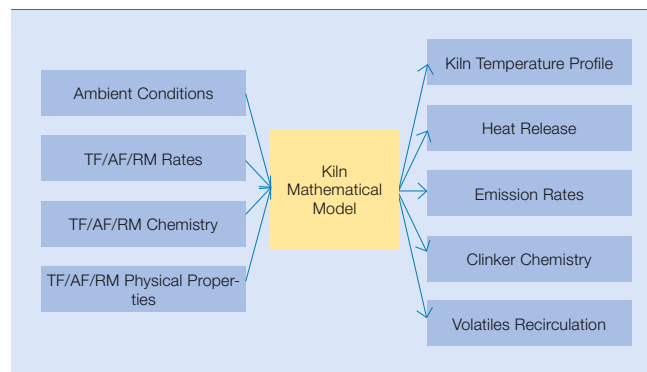 Ambient Conditions
TF/AF/RM Rates
TF/AF/RM Chemistry
TF/AF/RM Physical Proper-
ties
Kiln
Mathematical
Model
Kiln Temperature Profile
Heat Release
Emission Rates
Clinker Chemistry
Volatiles Recirculation